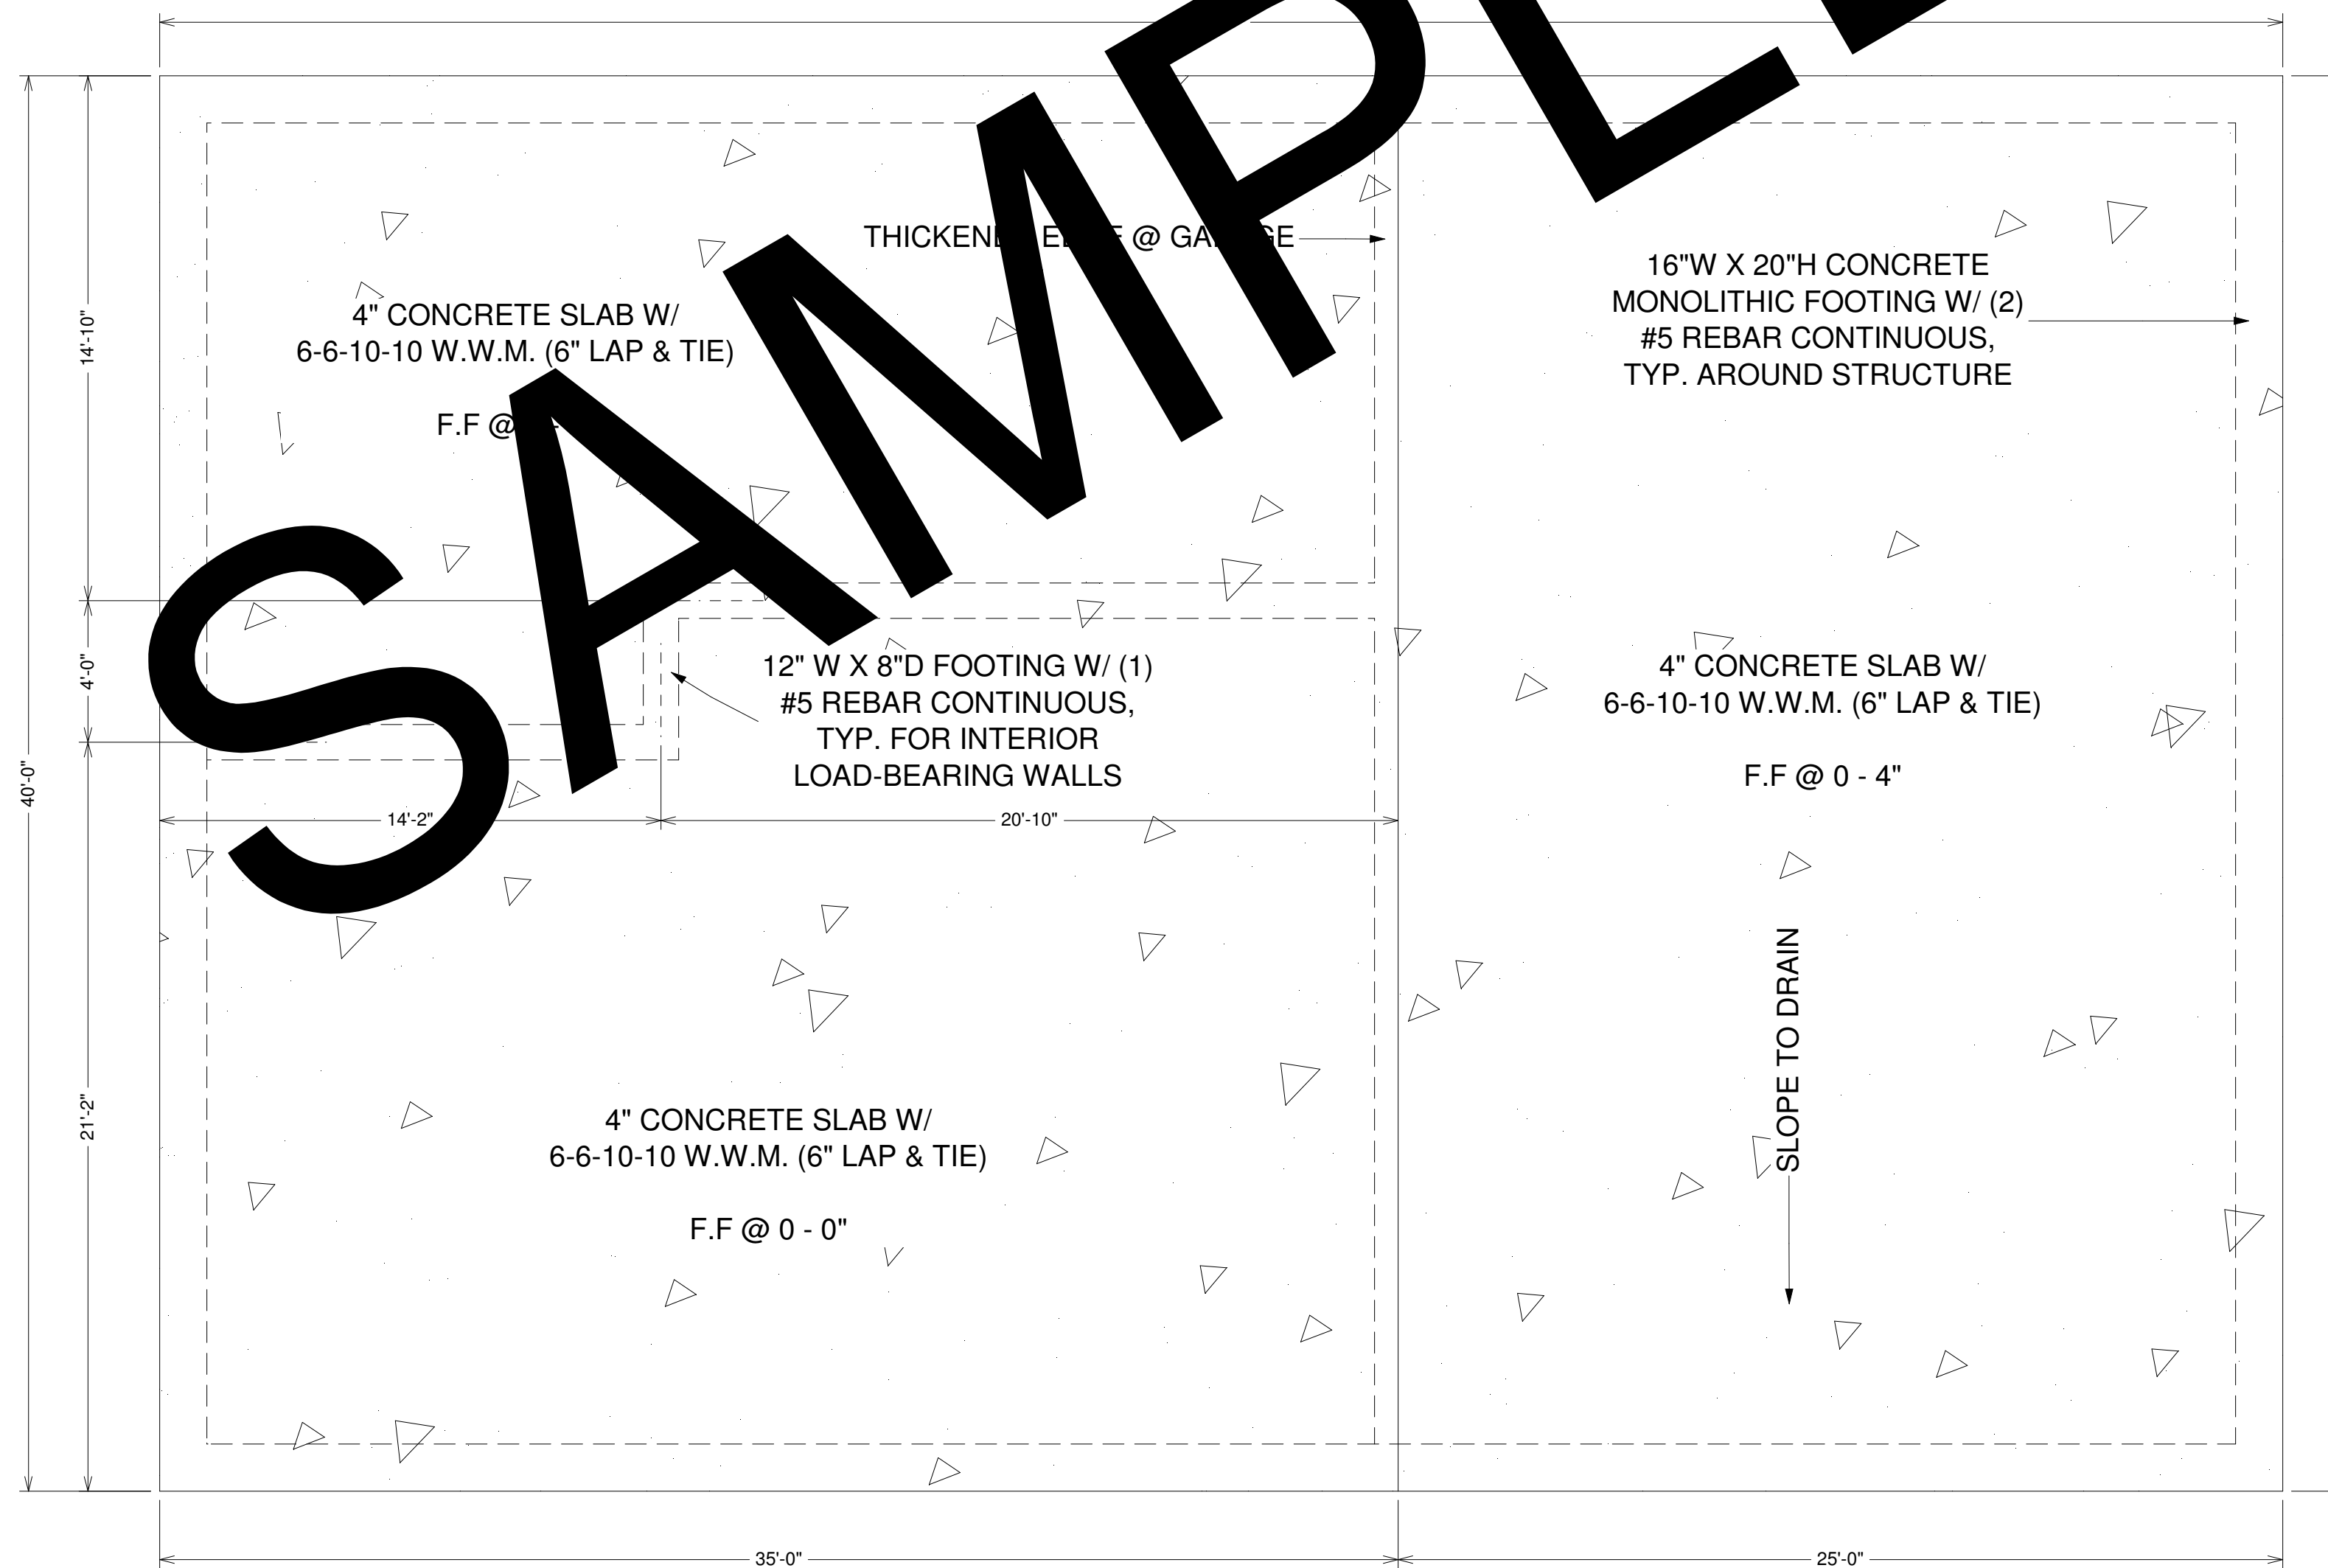 SAMPLE
THICKENED EDGE @ GARAGE
16"W X 20"H CONCRETE
MONOLITHIC FOOTING W/ (2)
#5 REBAR CONTINUOUS,
TYP. AROUND STRUCTURE
4" CONCRETE SLAB W/
6-6-10-10 W.W.M. (6" LAP & TIE)
F.F @
14'-10"
4'-0"
40'-0"
21'-2"
12" W X 8"D FOOTING W/ (1)
#5 REBAR CONTINUOUS,
TYP. FOR INTERIOR
LOAD-BEARING WALLS
4" CONCRETE SLAB W/
6-6-10-10 W.W.M. (6" LAP & TIE)
F.F @ 0 - 4"
14'-2"
20'-10"
SLOPE TO DRAIN
4" CONCRETE SLAB W/
6-6-10-10 W.W.M. (6" LAP & TIE)
F.F @ 0 - 0"
35'-0"
25'-0"